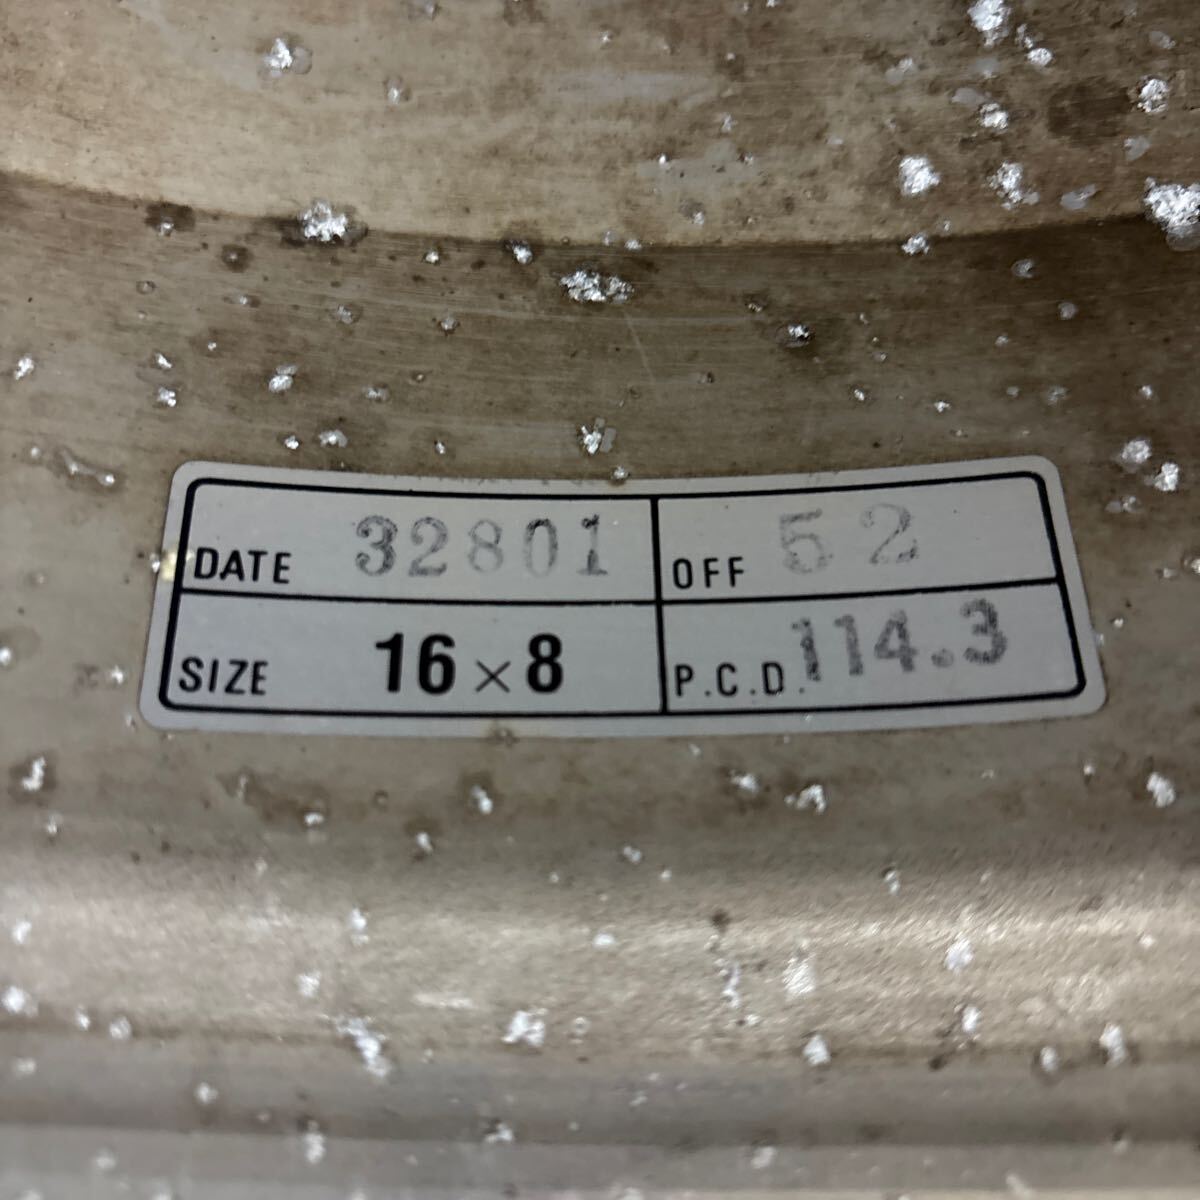 DATE 32801 OFF 52
SIZE 16×8 P.C.D. 114.3